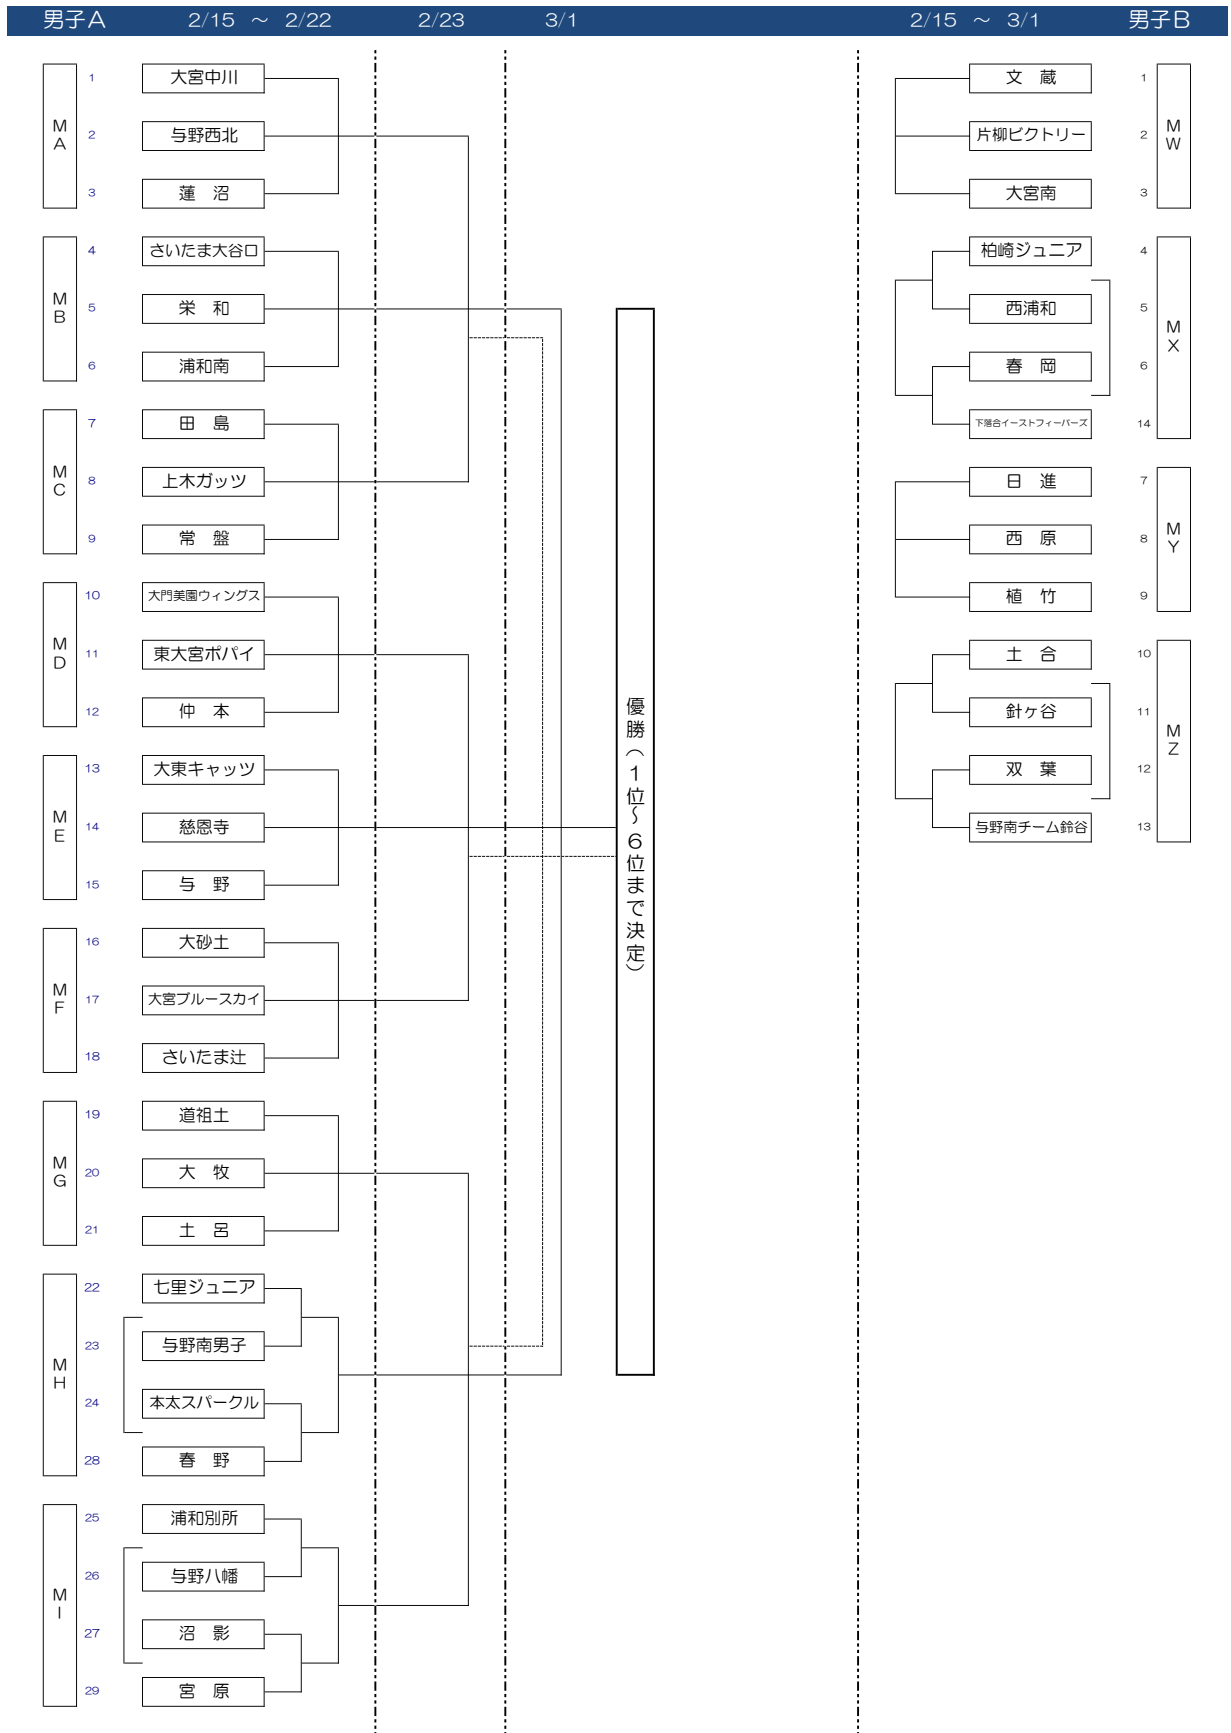 男子A 2/15 ～ 2/22 2/23 3/1 2/15 ～ 3/1 男子B
MA
1 大宮中川
2 与野西北
3 蓮 沼
MB
4 さいたま大谷口
5 栄 和
6 浦和南
MC
7 田 島
8 上木ガッツ
9 常 盤
MD
10 大門美園ウィングス
11 東大宮ポパイ
12 仲 本
ME
13 大東キャッツ
14 慈恩寺
15 与 野
MF
16 大砂土
17 大宮ブルースカイ
18 さいたま辻
MG
19 道祖土
20 大 牧
21 土 呂
MH
22 七里ジュニア
23 与野南男子
24 本太スパークル
28 春 野
MI
25 浦和別所
26 与野八幡
27 沼 影
29 宮 原
優勝（1位～6位まで決定）
文 蔵 1
片柳ビクトリー 2
大宮南 3
MW
柏崎ジュニア 4
西浦和 5
春 岡 6
下落合イーストフィーバーズ 14
MX
日 進 7
西 原 8
植 竹 9
MY
土 合 10
針ヶ谷 11
双 葉 12
与野南チーム鈴谷 13
MZ